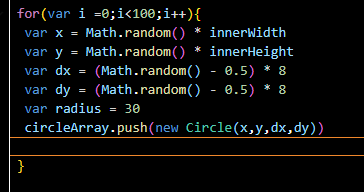 for(var i =0;i<100;i++){
var x = Math.random() * innerWidth
var y = Math.random() * innerHeight
var dx = (Math.random() - 0.5) * 8
var dy = (Math.random() - 0.5) * 8
var radius = 30
circleArray.push(new Circle(x,y,dx,dy))
}